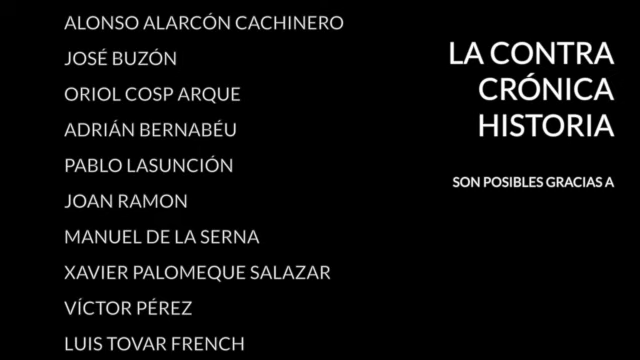 ALONSO ALARCÓN CACHINERO
JOSÉ BUZÓN
ORIOL COSP ARQUE
ADRIÁN BERNABÉU
PABLO LASUNCIÓN
JOAN RAMON
MANUEL DE LA SERNA
XAVIER PALOMEQUE SALAZAR
VÍCTOR PÉREZ
LUIS TOVAR FRENCH
LA CONTRA
CRÓNICA
HISTORIA
SON POSIBLES GRACIAS A